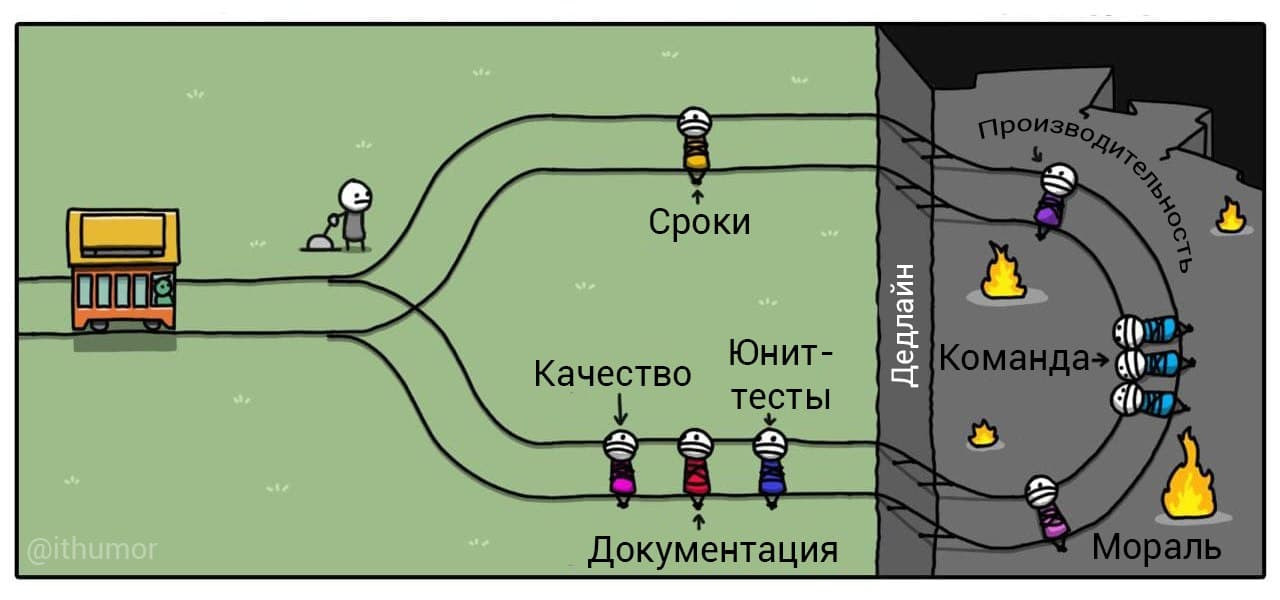 Производительность
Сроки
Дедлайн
Юнит-
тесты
Качество
Команда
Документация
Мораль
@ithumor